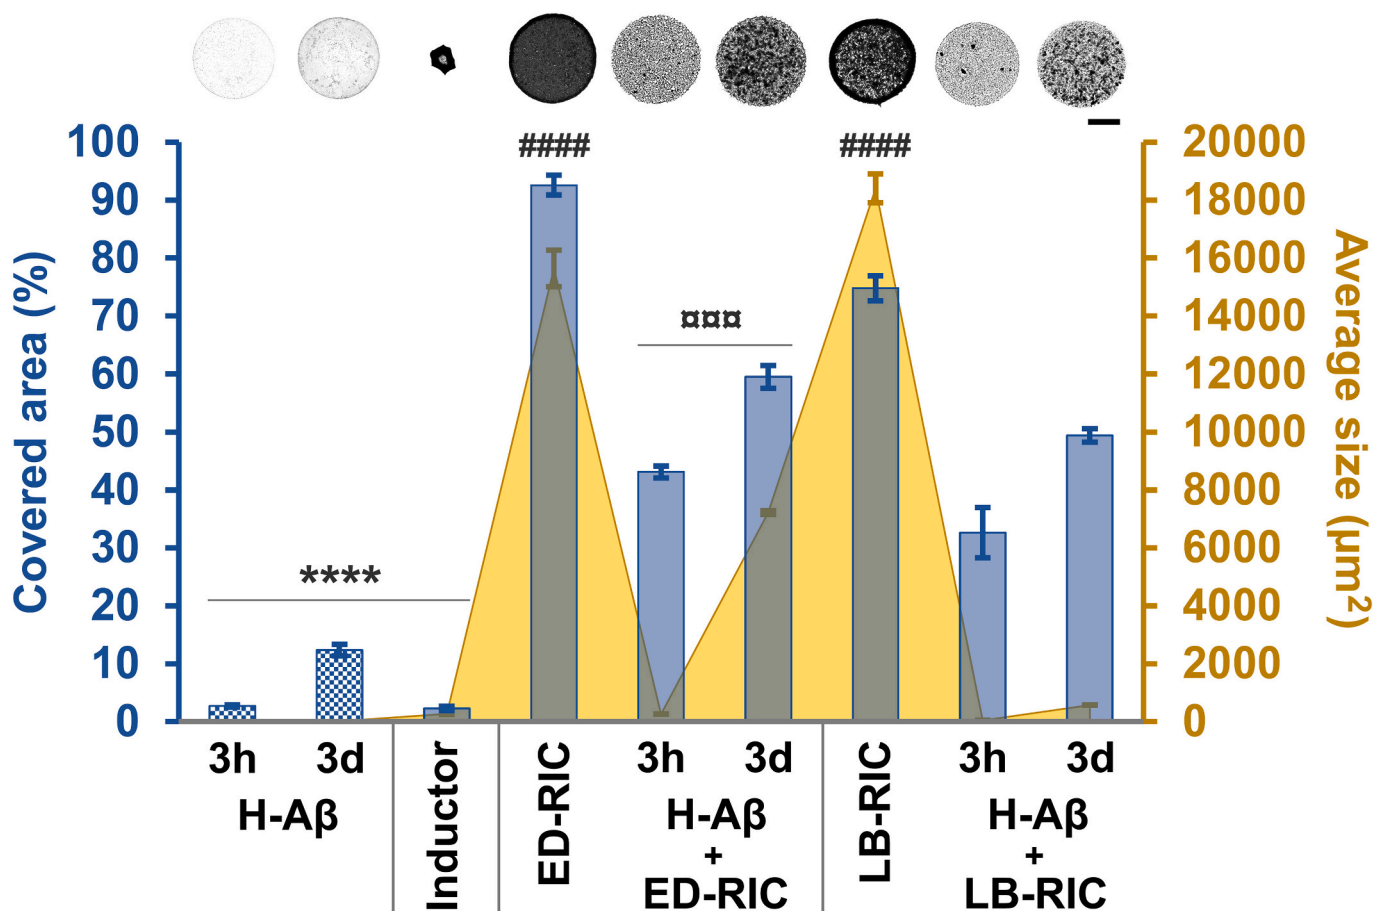 ####
####
100
90
80
70
60
50
40
30
20
10
0
Covered area (%)
****
¤¤¤
20000
18000
16000
14000
12000
10000
8000
6000
4000
2000
0
Average size (µm²)
3h
3d
H-Aβ
Inductor
ED-RIC
3h
3d
H-Aβ
+
ED-RIC
LB-RIC
3h
3d
H-Aβ
+
LB-RIC